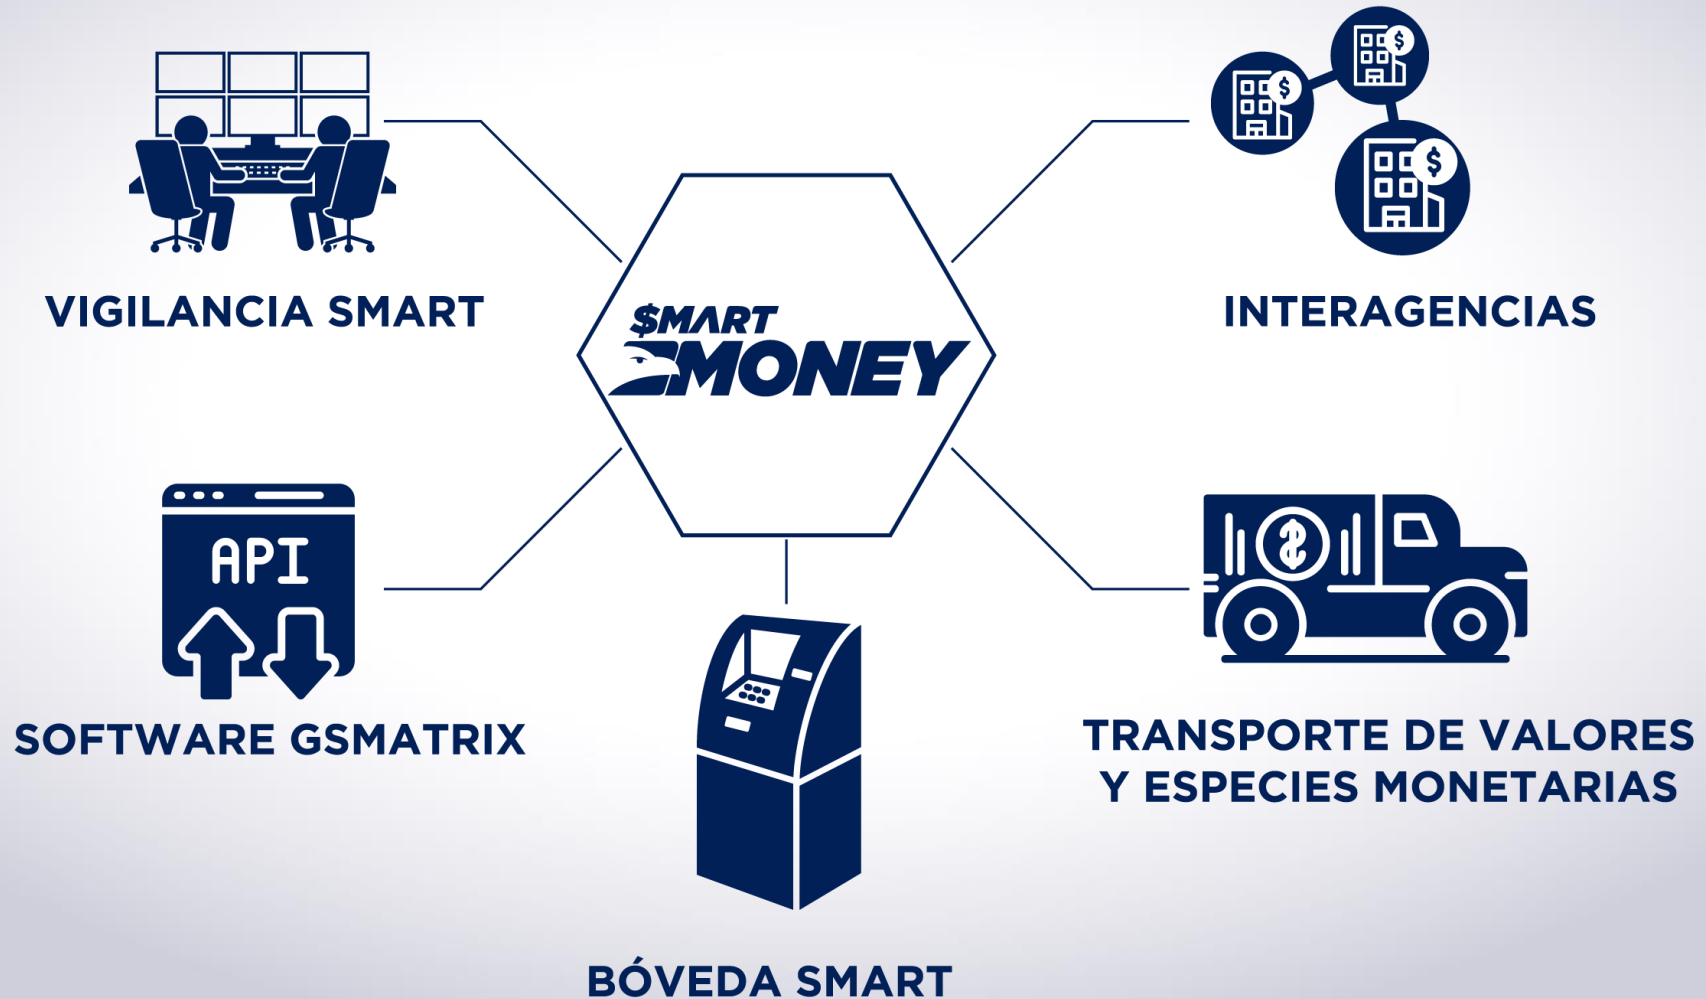 VIGILANCIA SMART
INTERAGENCIAS
$MART
MONEY
API
SOFTWARE GSMATRIX
TRANSPORTE DE VALORES
Y ESPECIES MONETARIAS
BÓVEDA SMART